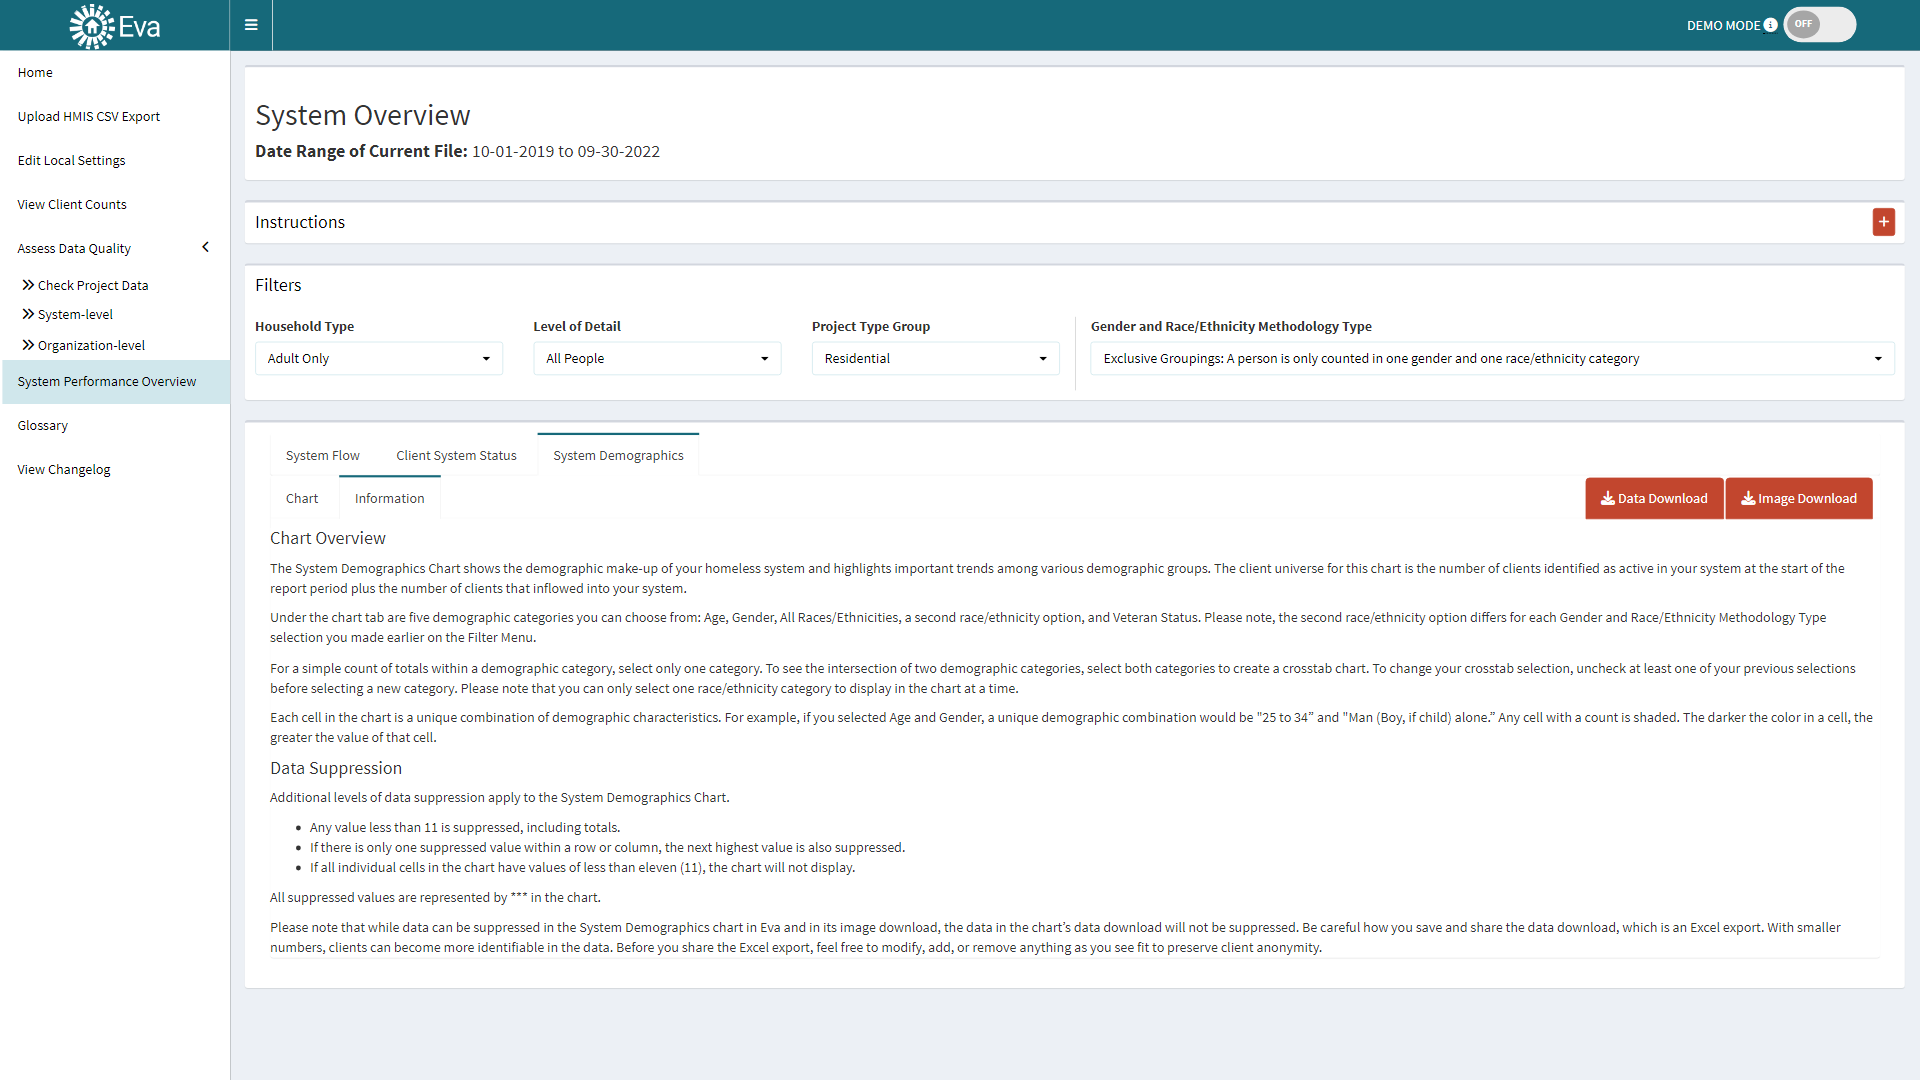 Eva
DEMO MODE
OFF
Home
Upload HMIS CSV Export
Edit Local Settings
View Client Counts
Assess Data Quality
Check Project Data
System-level
Organization-level
System Performance Overview
Glossary
View Changelog
System Overview
Date Range of Current File: 10-01-2019 to 09-30-2022
Instructions
Filters
Household Type
Level of Detail
Project Type Group
Gender and Race/Ethnicity Methodology Type
Adult Only
All People
Residential
Exclusive Groupings: A person is only counted in one gender and one race/ethnicity category
System Flow
Client System Status
System Demographics
Chart
Information
Data Download
Image Download
Chart Overview
The System Demographics Chart shows the demographic make-up of your homeless system and highlights important trends among various demographic groups. The client universe for this chart is the number of clients identified as active in your system at the start of the
report period plus the number of clients that inflowed into your system.
Under the chart tab are five demographic categories you can choose from: Age, Gender, All Races/Ethnicities, a second race/ethnicity option, and Veteran Status. Please note, the second race/ethnicity option differs for each Gender and Race/Ethnicity Methodology Type
selection you made earlier on the Filter Menu.
For a simple count of totals within a demographic category, select only one category. To see the intersection of two demographic categories, select both categories to create a crosstab chart. To change your crosstab selection, uncheck at least one of your previous selections
before selecting a new category. Please note that you can only select one race/ethnicity category to display in the chart at a time.
Each cell in the chart is a unique combination of demographic characteristics. For example, if you selected Age and Gender, a unique demographic combination would be "25 to 34” and "Man (Boy, if child) alone.” Any cell with a count is shaded. The darker the color in a cell, the
greater the value of that cell.
Data Suppression
Additional levels of data suppression apply to the System Demographics Chart.
• Any value less than 11 is suppressed, including totals.
• If there is only one suppressed value within a row or column, the next highest value is also suppressed.
• If all individual cells in the chart have values of less than eleven (11), the chart will not display.
All suppressed values are represented by *** in the chart.
Please note that while data can be suppressed in the System Demographics chart in Eva and in its image download, the data in the chart’s data download will not be suppressed. Be careful how you save and share the data download, which is an Excel export. With smaller
numbers, clients can become more identifiable in the data. Before you share the Excel export, feel free to modify, add, or remove anything as you see fit to preserve client anonymity.